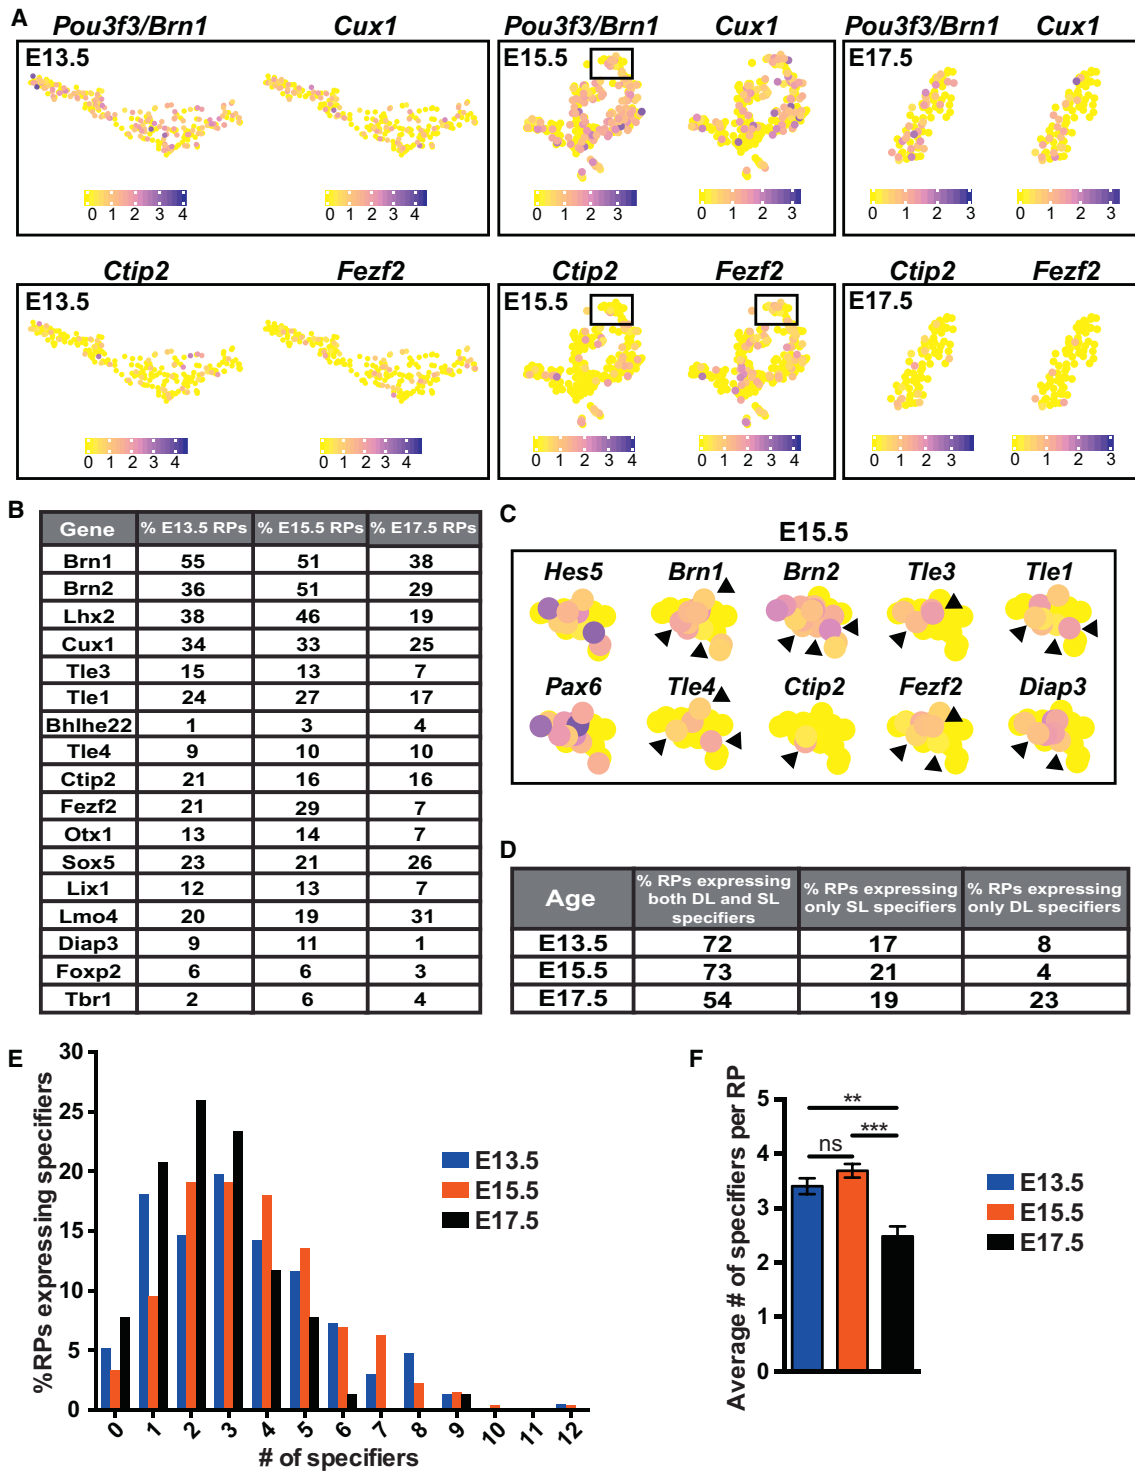 A
Pou3f3/Brn1 Cux1 Pou3f3/Brn1 Cux1 Pou3f3/Brn1 Cux1
E13.5 E15.5 E17.5
0 1 2 3 4 0 1 2 3 4 0 1 2 3 0 1 2 3 0 1 2 3 0 1 2 3
Ctip2 Fezf2 Ctip2 Fezf2 Ctip2 Fezf2
E13.5 E15.5 E17.5
0 1 2 3 4 0 1 2 3 4 0 1 2 3 4 0 1 2 3 4 0 1 2 3 0 1 2 3
B
Gene % E13.5 RPs % E15.5 RPs % E17.5 RPs
Brn1 55 51 38
Brn2 36 51 29
Lhx2 38 46 19
Cux1 34 33 25
Tle3 15 13 7
Tle1 24 27 17
Bhlhe22 1 3 4
Tle4 9 10 10
Ctip2 21 16 16
Fezf2 21 29 7
Otx1 13 14 7
Sox5 23 21 26
Lix1 12 13 7
Lmo4 20 19 31
Diap3 9 11 1
Foxp2 6 6 3
Tbr1 2 6 4
C
E15.5
Hes5 Brn1 Brn2 Tle3 Tle1
Pax6 Tle4 Ctip2 Fezf2 Diap3
D
Age
% RPs expressing
both DL and SL
specifiers
% RPs expressing
only SL specifiers
% RPs expressing
only DL specifiers
E13.5 72 17 8
E15.5 73 21 4
E17.5 54 19 23
E
%RPs expressing specifiers
30
25
20
15
10
5
0
0 1 2 3 4 5 6 7 8 9 10 11 12
# of specifiers
E13.5
E15.5
E17.5
F
Average # of specifiers per RP
5
4
3
2
1
0
**
***
ns
E13.5
E15.5
E17.5